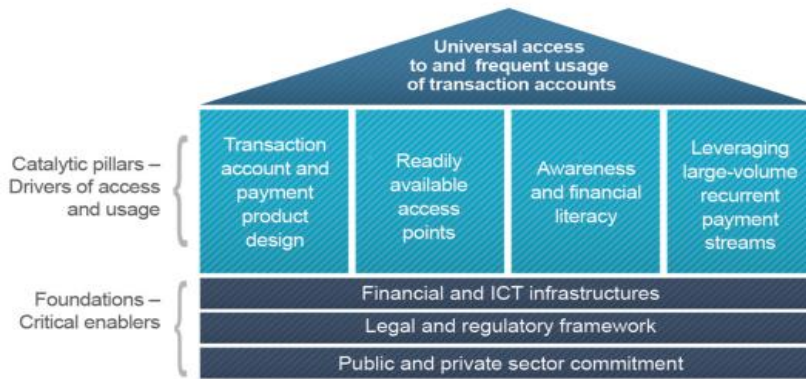 Universal access
to and frequent usage
of transaction accounts
Catalytic pillars –
Drivers of access
and usage
Transaction
account and
payment
product
design
Readily
available
access
points
Awareness
and financial
literacy
Leveraging
large-volume
recurrent
payment
streams
Foundations –
Critical enablers
Financial and ICT infrastructures
Legal and regulatory framework
Public and private sector commitment